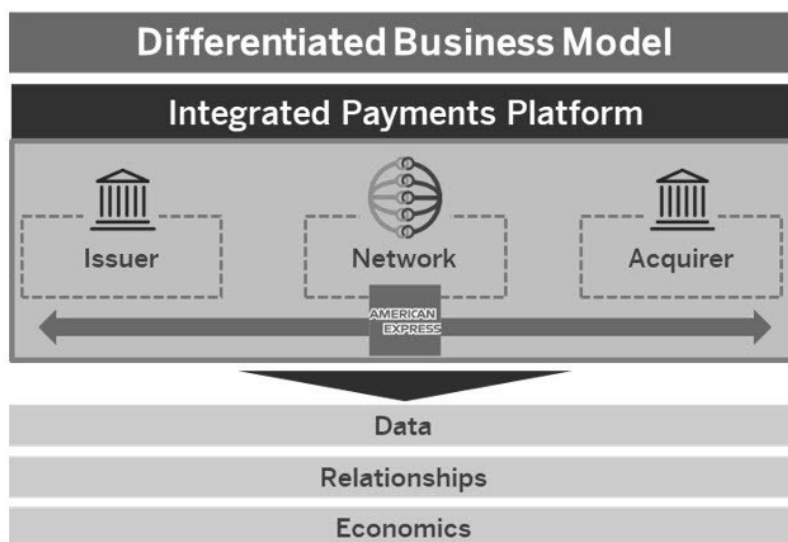 Differentiated Business Model
Integrated Payments Platform
Issuer
Network
Acquirer
AMERICAN
EXPRESS
Data
Relationships
Economics